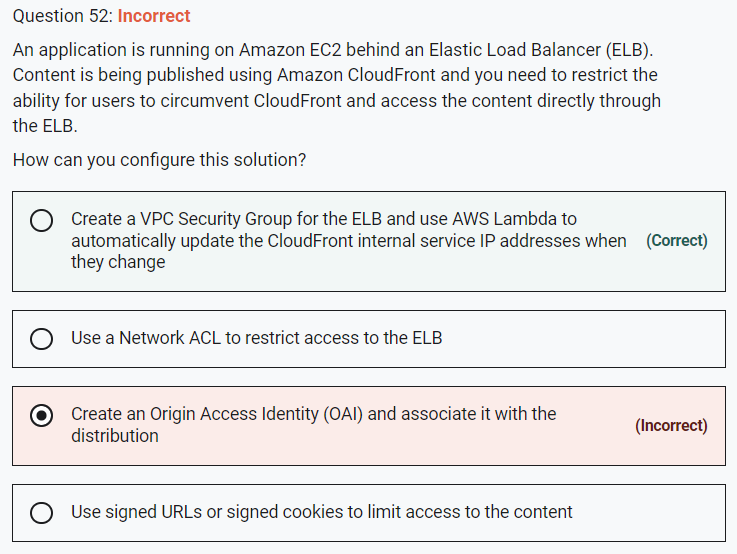 Question 52: Incorrect
An application is running on Amazon EC2 behind an Elastic Load Balancer (ELB).
Content is being published using Amazon CloudFront and you need to restrict the
ability for users to circumvent CloudFront and access the content directly through
the ELB.
How can you configure this solution?
Create a VPC Security Group for the ELB and use AWS Lambda to
automatically update the CloudFront internal service IP addresses when
they change
(Correct)
Use a Network ACL to restrict access to the ELB
Create an Origin Access Identity (OAI) and associate it with the
distribution
(Incorrect)
Use signed URLs or signed cookies to limit access to the content